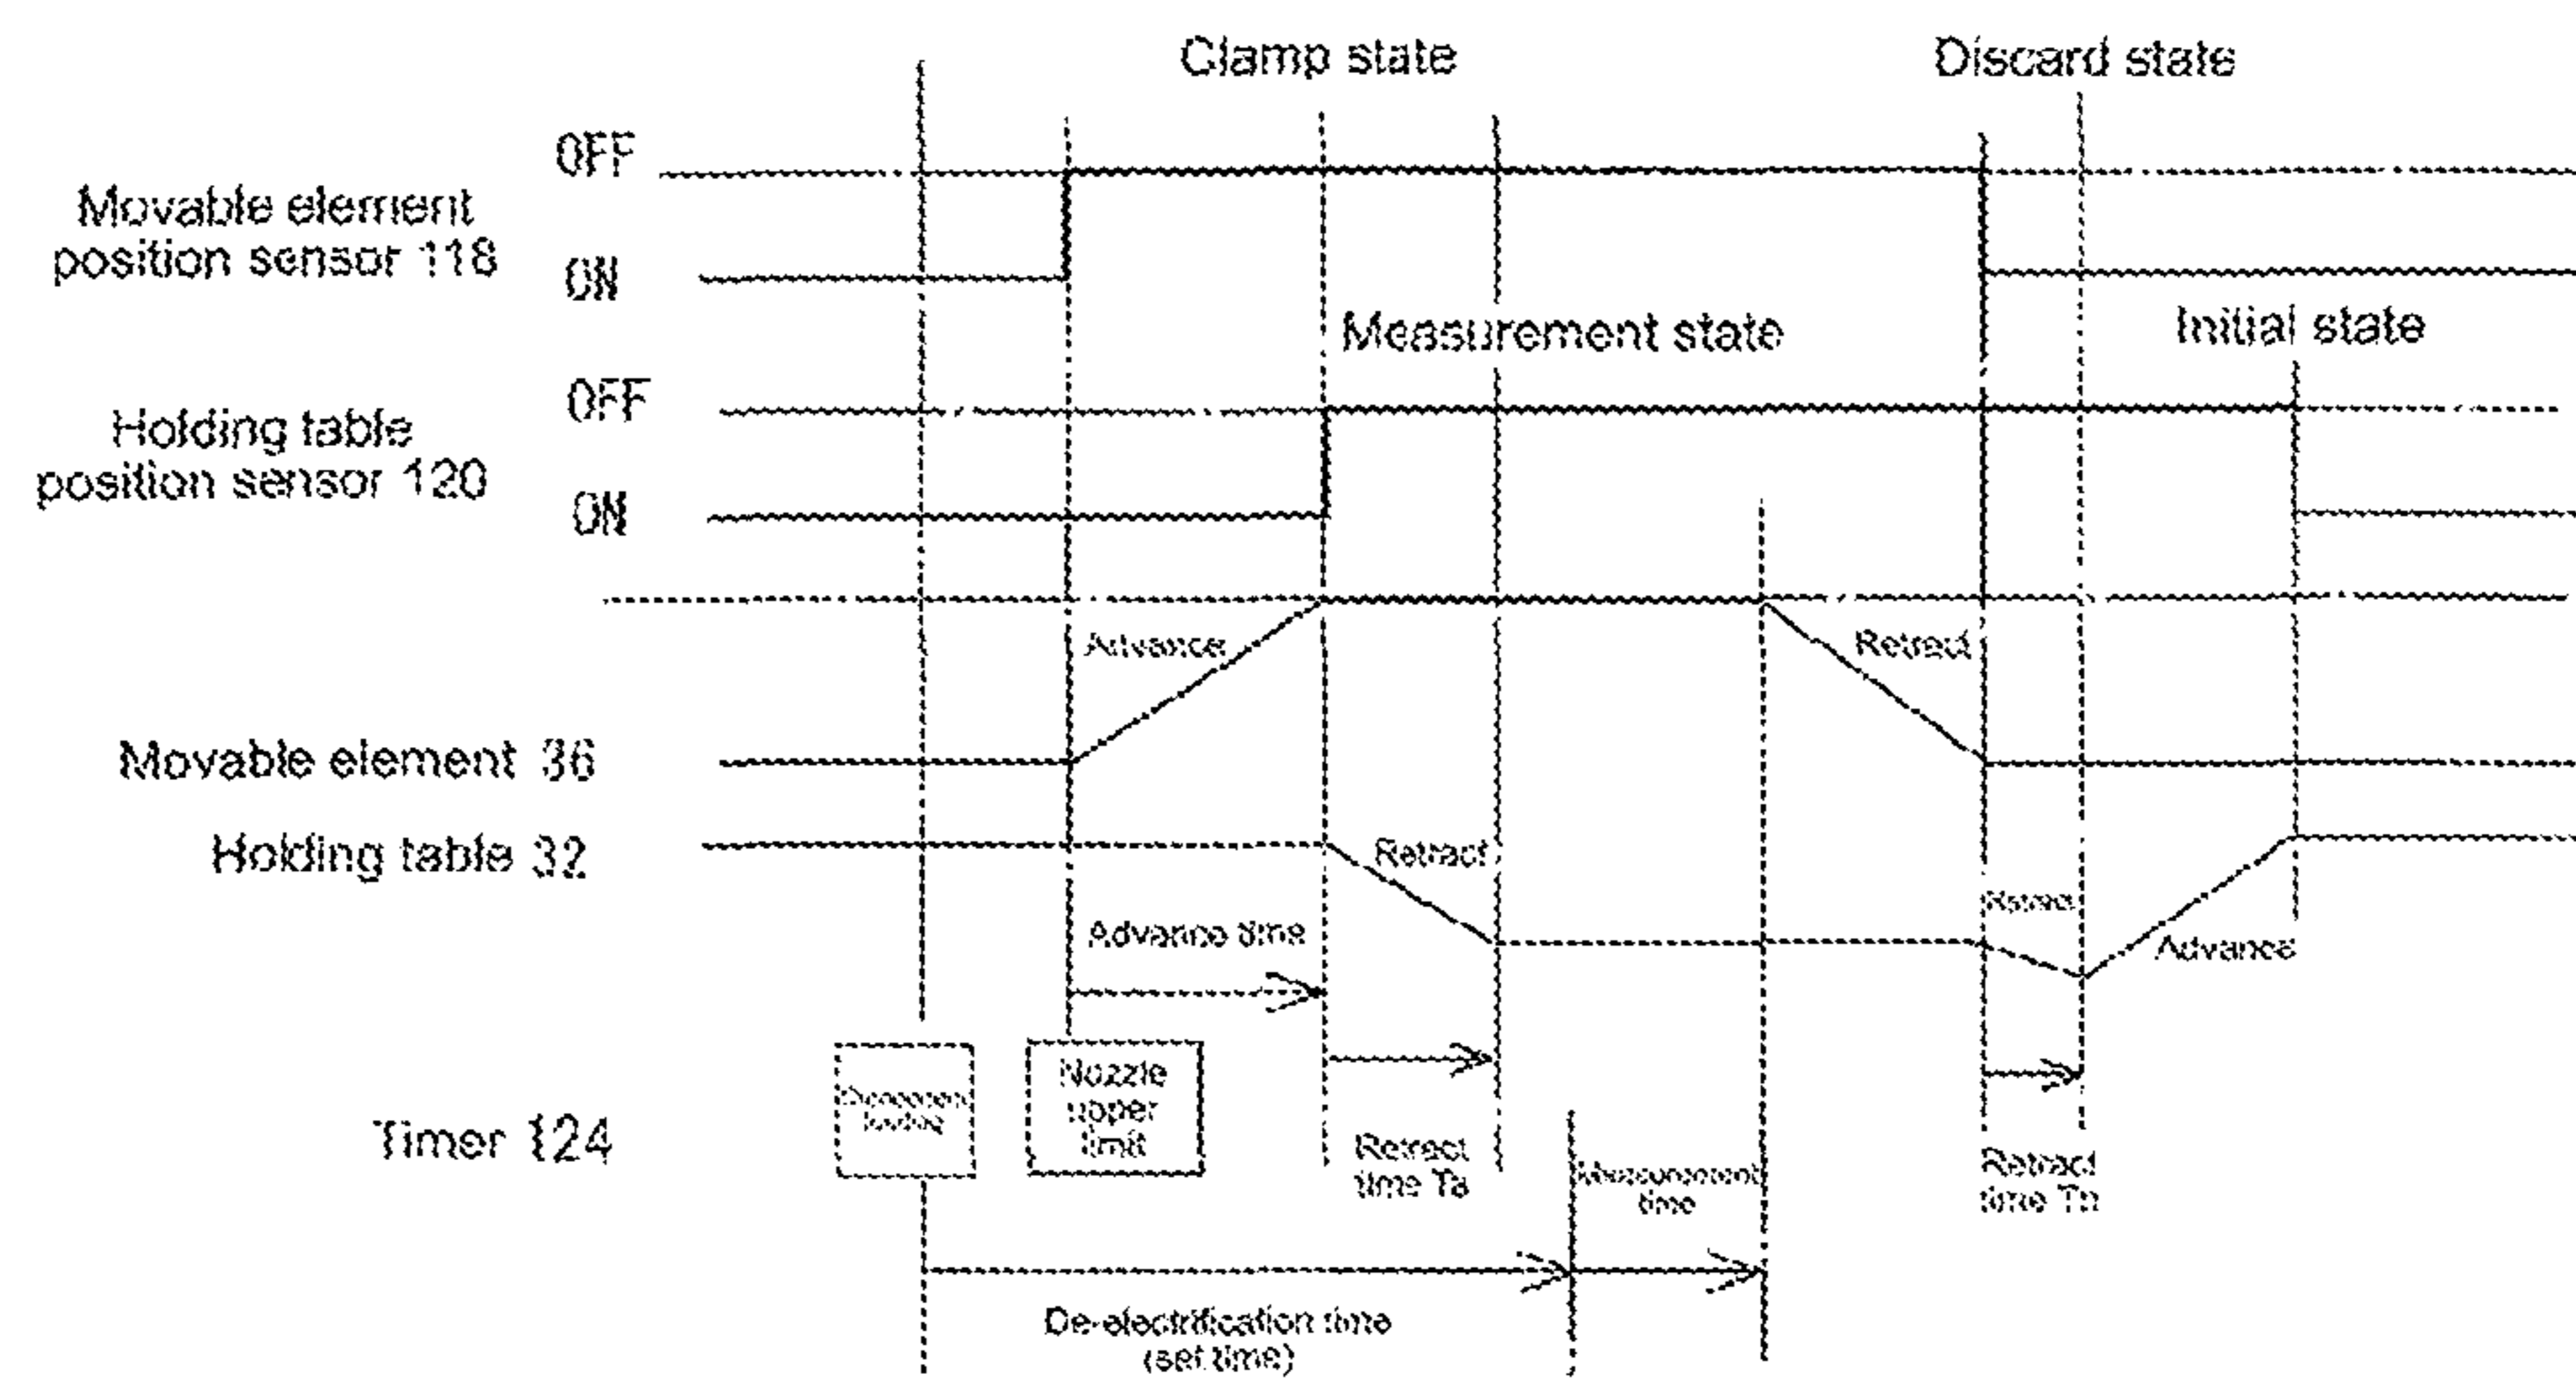 Clamp state
Discard state
OFF
Movable element
position sensor 118
ON
Measurement state
Initial state
OFF
Holding table
position sensor 120
ON
Advance
Retract
Movable element 36
Holding table 32
Retract
Retract
Advance time
Advance
Nozzle
upper
limit
Timer 124
Retract
time Ta
Measurement
time
Retract
time
De-electrification time
(set time)